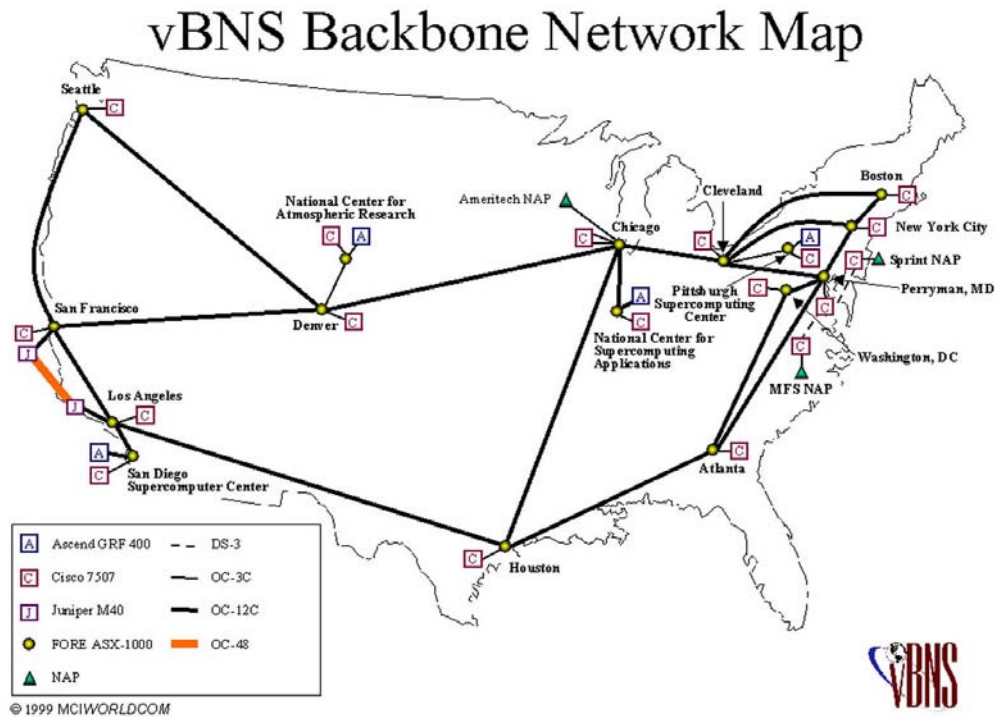 vBNS Backbone Network Map
Seattle
C
National Center for
Atmospheric Research
C
A
Ameritech NAP
Chicago
C
Cleveland
C
Boston
C
New York City
C
A
C
Sprint NAP
C
Pittsburgh
Supercomputing
Center
Perryman, MD
C
C
Washington, DC
C
MFS NAP
San Francisco
C
J
Denver
C
A
C
National Center for
Supercomputing
Applications
J
Los Angeles
C
A
C
San Diego
Supercomputer Center
Atlanta
C
C
Houston
A Ascend GRF 400
DS-3
C Cisco 7507
OC-3C
J Juniper M40
OC-12C
FORE ASX-1000
OC-48
NAP
© 1999 MCIWORLDCOM
vBNS